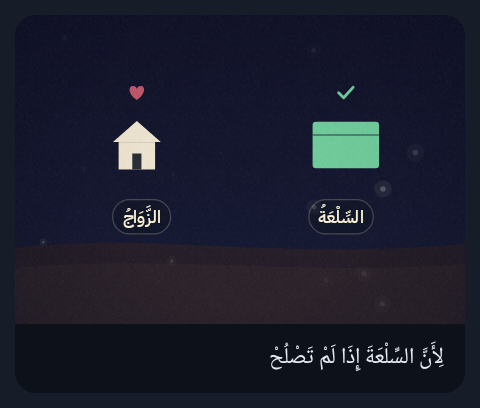 السِّلْعَةُ
الزَّوَاجُ
لِأَنَّ السِّلْعَةَ إِذَا لَمْ تَصْلُحْ